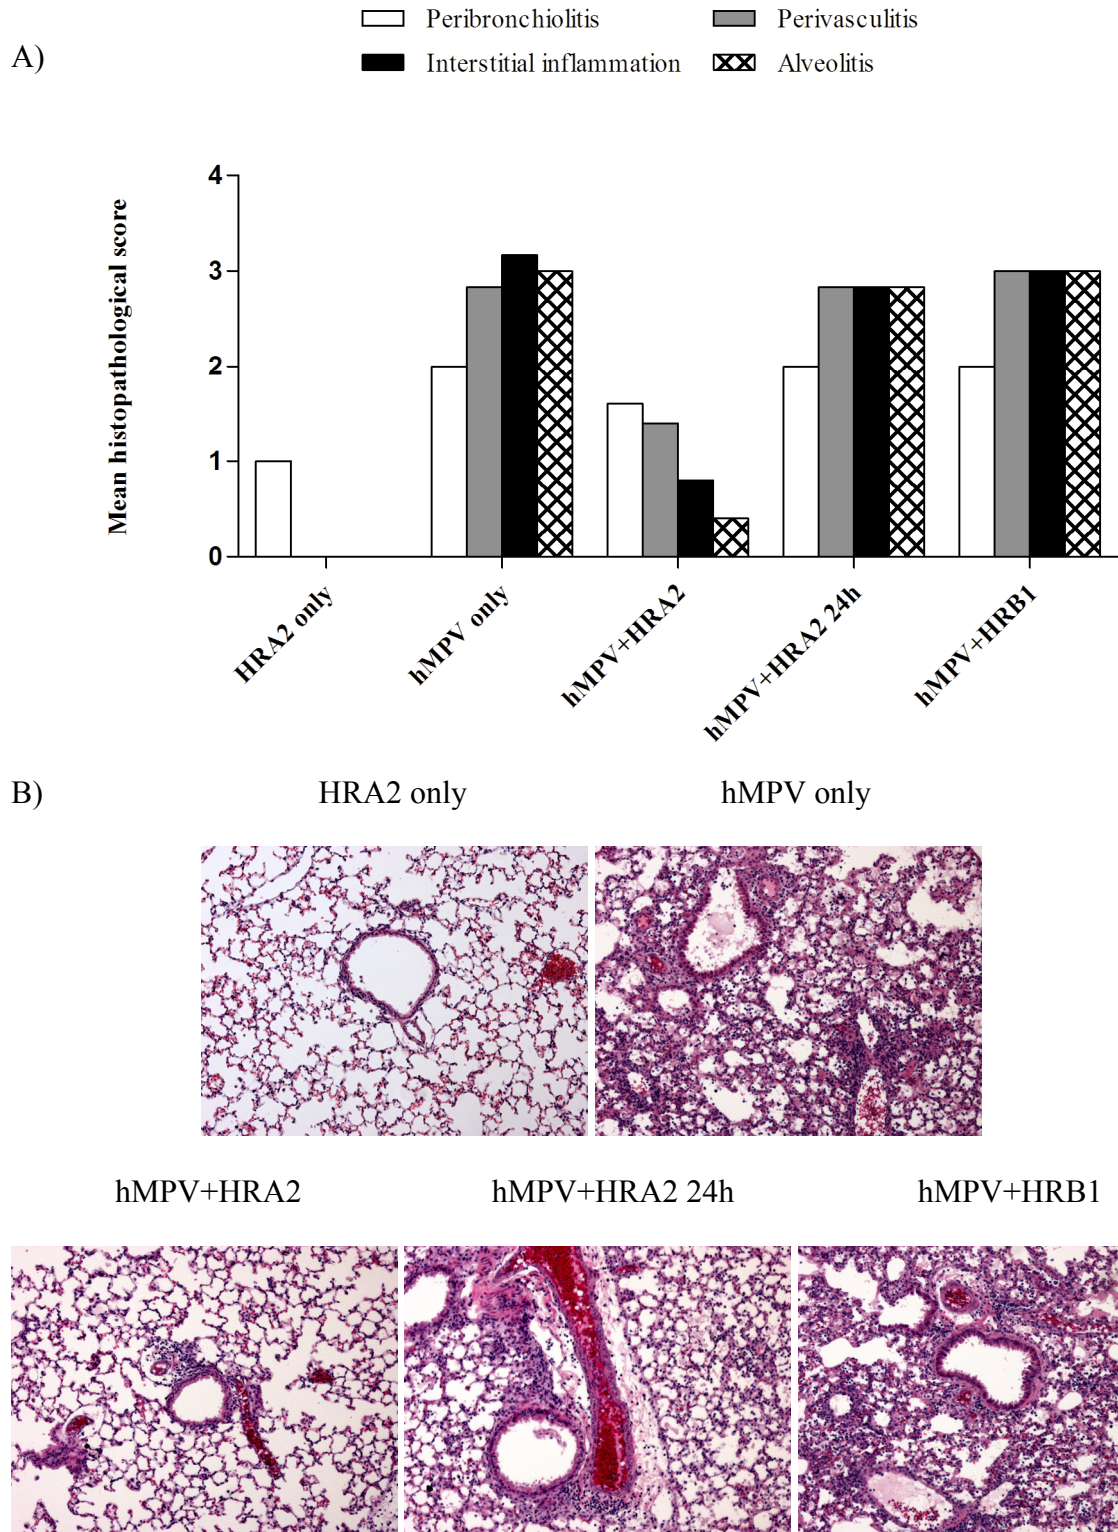 A)
Peribronchiolitis
Perivasculitis
Interstitial inflammation
Alveolitis
Mean histopathological score
4
3
2
1
0
HRA2 only
hMPV only
hMPV+HRA2
hMPV+HRA2 24h
hMPV+HRB1
B)
HRA2 only
hMPV only
hMPV+HRA2
hMPV+HRA2 24h
hMPV+HRB1